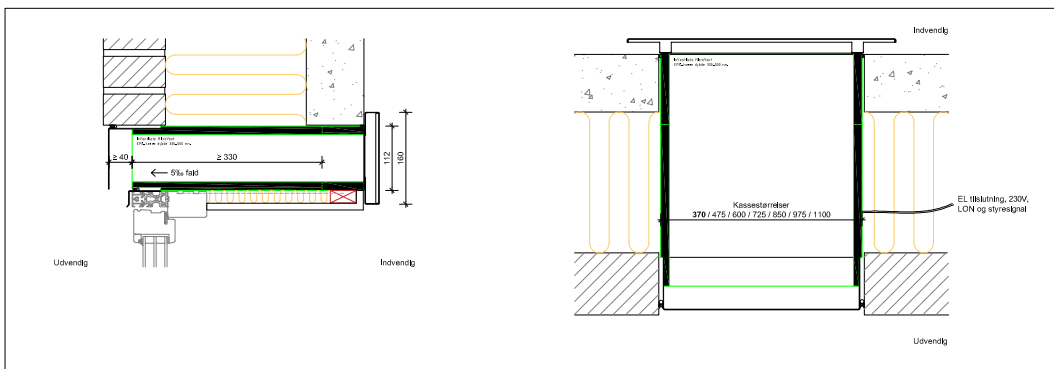 ≥ 40
≥ 330
5‰ fald
112
160
Udvendig
Indvendig
Indvendig
Kassestørrelser
370 / 475 / 600 / 725 / 850 / 975 / 1100
EL tilslutning, 230V,
LON og styresignal
Udvendig